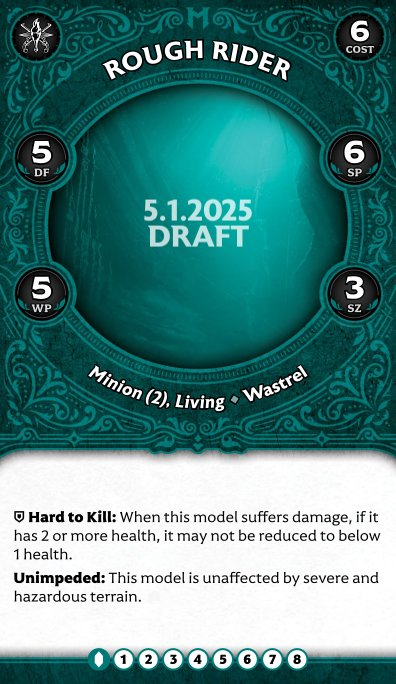 6
COST
ROUGH RIDER
5
DF
6
SP
5.1.2025
DRAFT
5
WP
3
SZ
Minion (2), Living • Wastrel
Hard to Kill: When this model suffers damage, if it
has 2 or more health, it may not be reduced to below
1 health.
Unimpeded: This model is unaffected by severe and
hazardous terrain.
1 2 3 4 5 6 7 8